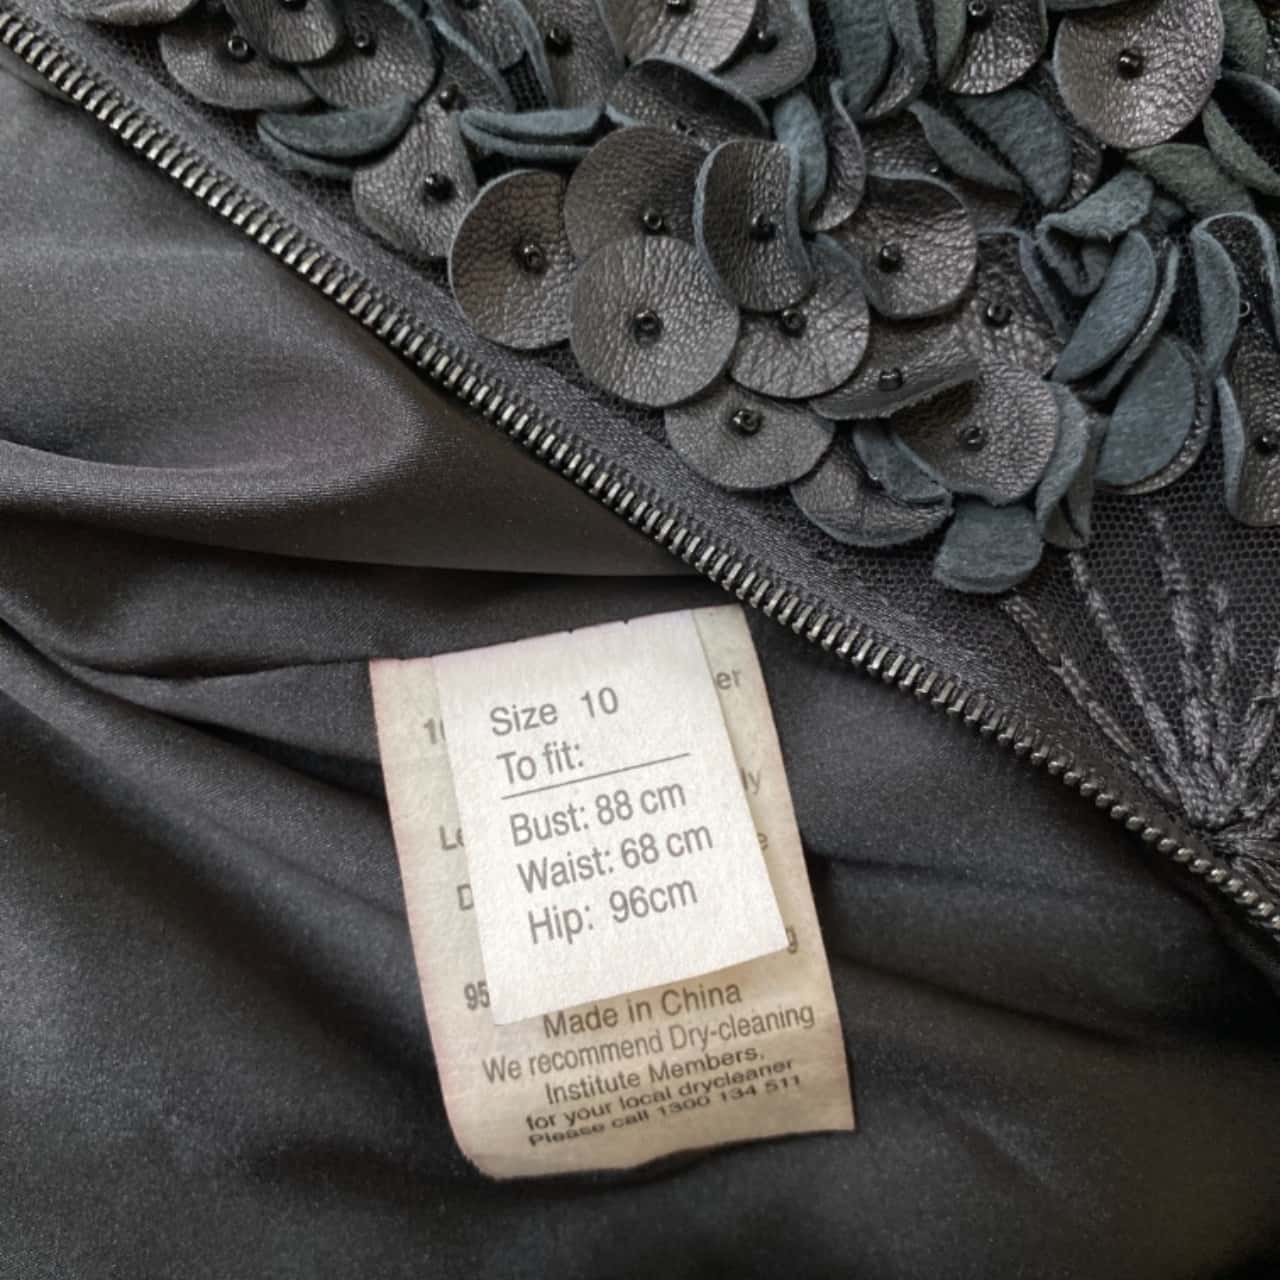 Size 10
To fit:
Bust: 88 cm
Waist: 68 cm
Hip: 96cm
Made in China
We recommend Dry-cleaning
Institute Members.
for your local drycleaner
Please call 1300 134 511